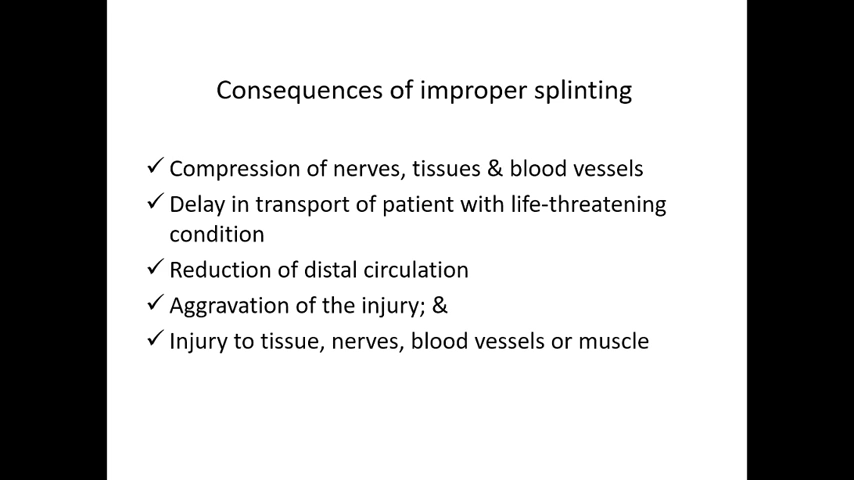 Consequences of improper splinting
✓ Compression of nerves, tissues & blood vessels
✓ Delay in transport of patient with life-threatening
condition
✓ Reduction of distal circulation
✓ Aggravation of the injury; &
✓ Injury to tissue, nerves, blood vessels or muscle